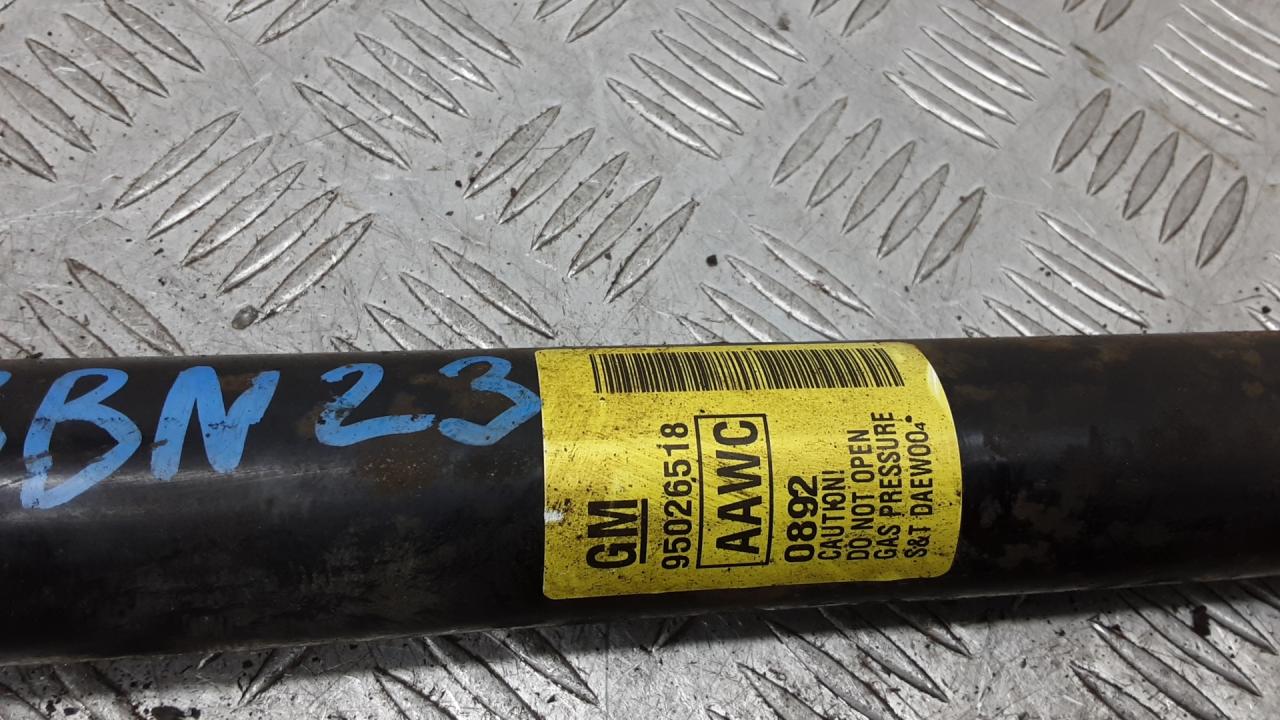 BN23
GM
95026518
AAWC
0892
CAUTION!
DO NOT OPEN
GAS PRESSURE
S&T DAEWOO